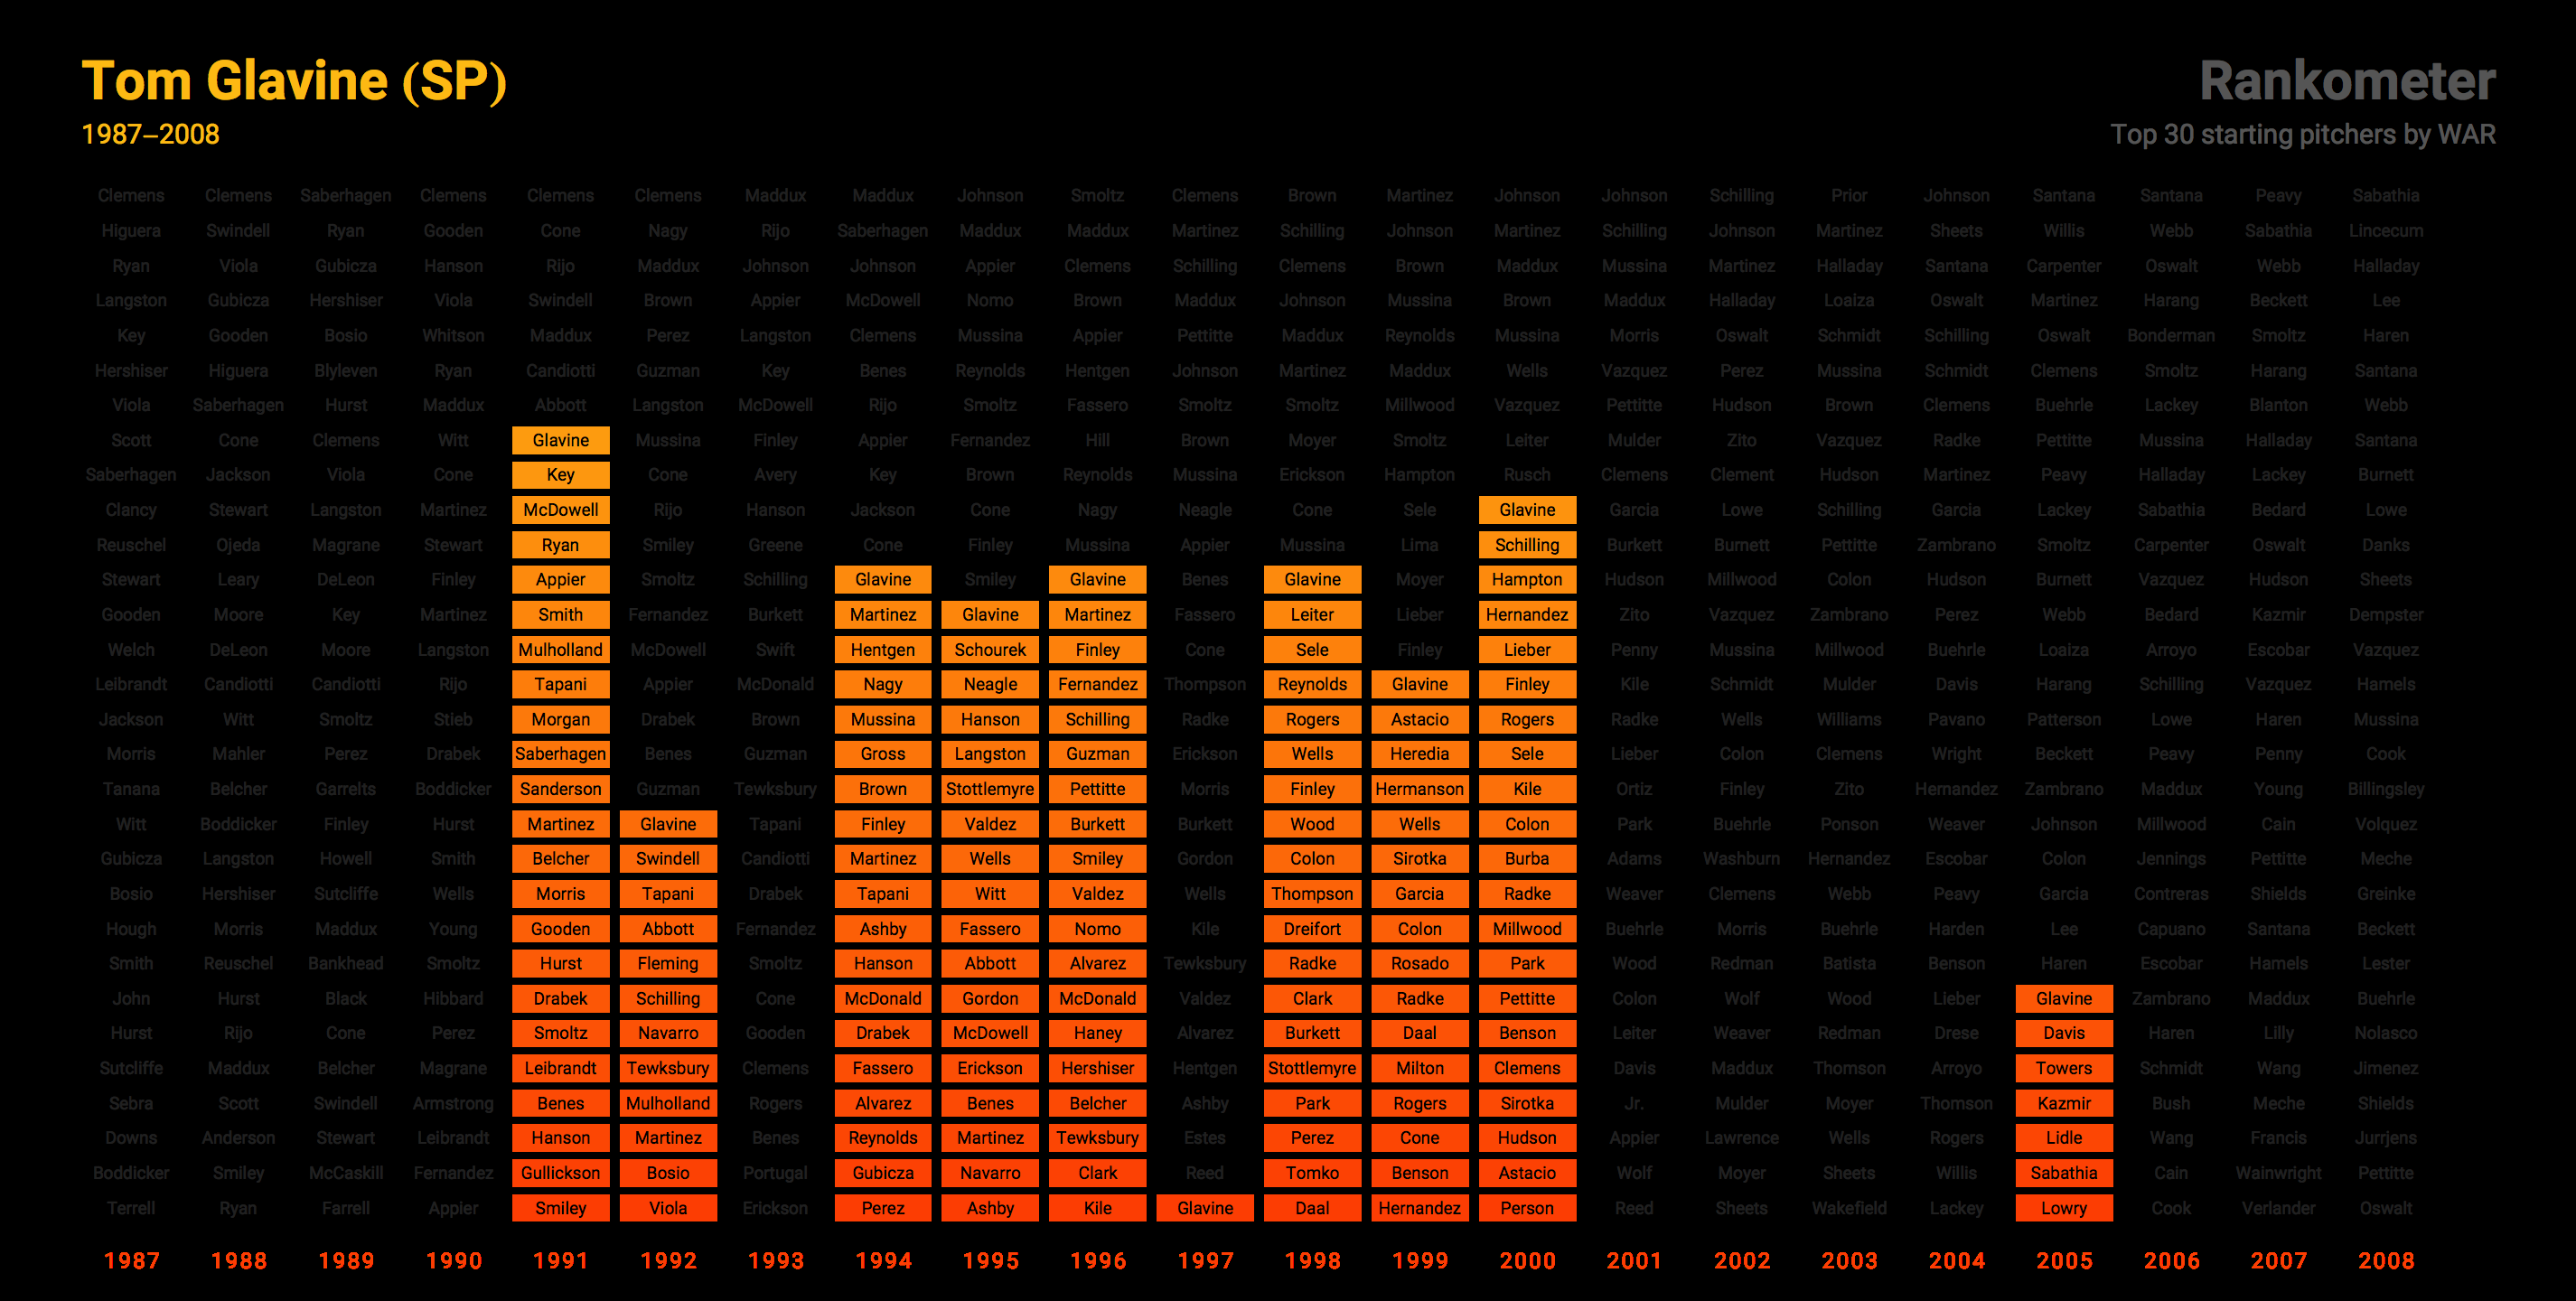 Tom Glavine (SP)
1987–2008
Rankometer
Top 30 starting pitchers by WAR
Clemens Clemens Saberhagen Clemens Clemens Clemens Maddux Maddux Johnson Smoltz Clemens Brown Martinez Johnson Johnson Schilling Prior Johnson Santana Santana Peavy Sabathia
Higuera Swindell Ryan Gooden Cone Nagy Rijo Saberhagen Maddux Maddux Martinez Schilling Johnson Martinez Schilling Johnson Martinez Sheets Willis Webb Sabathia Lincecum
Ryan Viola Gubicza Hanson Rijo Maddux Johnson Johnson Appier Clemens Schilling Clemens Brown Maddux Mussina Martinez Halladay Santana Carpenter Oswalt Webb Halladay
Langston Gubicza Hershiser Viola Swindell Brown Appier McDowell Nomo Brown Maddux Johnson Mussina Brown Maddux Halladay Loaiza Oswalt Martinez Harang Beckett Lee
Key Gooden Bosio Whitson Maddux Perez Langston Clemens Mussina Appier Pettitte Maddux Reynolds Mussina Morris Oswalt Schmidt Schilling Oswalt Bonderman Smoltz Haren
Hershiser Higuera Blyleven Ryan Candiotti Guzman Key Benes Reynolds Hentgen Johnson Martinez Maddux Wells Vazquez Perez Mussina Schmidt Clemens Smoltz Harang Santana
Viola Saberhagen Hurst Maddux Abbott Langston McDowell Rijo Smoltz Fassero Smoltz Smoltz Millwood Vazquez Pettitte Hudson Brown Clemens Buehrle Lackey Blanton Webb
Scott Cone Clemens Witt Glavine Mussina Finley Appier Fernandez Hill Brown Moyer Smoltz Leiter Mulder Zito Vazquez Radke Pettitte Mussina Halladay Santana
Saberhagen Jackson Viola Cone Key Cone Avery Key Brown Reynolds Mussina Erickson Hampton Rusch Clemens Clement Hudson Martinez Peavy Halladay Lackey Burnett
Clancy Stewart Langston Martinez McDowell Rijo Hanson Jackson Cone Nagy Neagle Cone Sele Glavine Garcia Lowe Schilling Garcia Lackey Sabathia Bedard Lowe
Reuschel Ojeda Magrane Stewart Ryan Smiley Greene Cone Finley Mussina Appier Mussina Lima Schilling Burkett Burnett Pettitte Zambrano Smoltz Carpenter Oswalt Danks
Stewart Leary DeLeon Finley Appier Smoltz Schilling Glavine Smiley Glavine Benes Glavine Moyer Hampton Hudson Millwood Colon Hudson Burnett Vazquez Hudson Sheets
Gooden Moore Key Martinez Smith Fernandez Burkett Martinez Glavine Martinez Fassero Leiter Lieber Hernandez Zito Vazquez Zambrano Perez Webb Bedard Kazmir Dempster
Welch DeLeon Moore Langston Mulholland McDowell Swift Hentgen Schourek Finley Cone Sele Finley Lieber Penny Mussina Millwood Buehrle Loaiza Arroyo Escobar Vazquez
Leibrandt Candiotti Candiotti Rijo Tapani Appier McDonald Nagy Neagle Fernandez Thompson Reynolds Glavine Finley Kile Schmidt Mulder Davis Harang Schilling Vazquez Hamels
Jackson Witt Smoltz Stieb Morgan Drabek Brown Mussina Hanson Schilling Radke Rogers Astacio Rogers Radke Wells Williams Pavano Patterson Lowe Haren Mussina
Morris Mahler Perez Drabek Saberhagen Benes Guzman Gross Langston Guzman Erickson Wells Heredia Sele Lieber Colon Clemens Wright Beckett Peavy Penny Cook
Tanana Belcher Garrelts Boddicker Sanderson Guzman Tewksbury Brown Stottlemyre Pettitte Morris Finley Hermanson Kile Ortiz Finley Zito Hernandez Zambrano Maddux Young Billingsley
Witt Boddicker Finley Hurst Martinez Glavine Tapani Finley Valdez Burkett Burkett Wood Wells Colon Park Buehrle Ponson Weaver Johnson Millwood Cain Volquez
Gubicza Langston Howell Smith Belcher Swindell Candiotti Martinez Wells Smiley Gordon Colon Sirotka Burba Adams Washburn Hernandez Escobar Colon Jennings Pettitte Meche
Bosio Hershiser Sutcliffe Wells Morris Tapani Drabek Tapani Witt Valdez Wells Thompson Garcia Radke Weaver Clemens Webb Peavy Garcia Contreras Shields Greinke
Hough Morris Maddux Young Gooden Abbott Fernandez Ashby Fassero Nomo Kile Dreifort Colon Millwood Buehrle Morris Buehrle Harden Lee Capuano Santana Beckett
Smith Reuschel Bankhead Smoltz Hurst Fleming Smoltz Hanson Abbott Alvarez Tewksbury Radke Rosado Park Wood Redman Batista Benson Haren Escobar Hamels Lester
John Hurst Black Hibbard Drabek Schilling Cone McDonald Gordon McDonald Valdez Clark Radke Pettitte Colon Wolf Wood Lieber Glavine Zambrano Maddux Buehrle
Hurst Rijo Cone Perez Smoltz Navarro Gooden Drabek McDowell Haney Alvarez Burkett Daal Benson Leiter Weaver Redman Drese Davis Haren Lilly Nolasco
Sutcliffe Maddux Belcher Magrane Leibrandt Tewksbury Clemens Fassero Erickson Hershiser Hentgen Stottlemyre Milton Clemens Davis Maddux Thomson Arroyo Towers Schmidt Wang Jimenez
Sebra Scott Swindell Armstrong Benes Mulholland Rogers Alvarez Benes Belcher Ashby Park Rogers Sirotka Jr. Mulder Moyer Thomson Kazmir Bush Meche Shields
Downs Anderson Stewart Leibrandt Hanson Martinez Benes Reynolds Martinez Tewksbury Estes Perez Cone Hudson Appier Lawrence Wells Rogers Lidle Wang Francis Jurrjens
Boddicker Smiley McCaskill Fernandez Gullickson Bosio Portugal Gubicza Navarro Clark Reed Tomko Benson Astacio Wolf Moyer Sheets Willis Sabathia Cain Wainwright Pettitte
Terrell Ryan Farrell Appier Smiley Viola Erickson Perez Ashby Kile Glavine Daal Hernandez Person Reed Sheets Wakefield Lackey Lowry Cook Verlander Oswalt
1987 1988 1989 1990 1991 1992 1993 1994 1995 1996 1997 1998 1999 2000 2001 2002 2003 2004 2005 2006 2007 2008